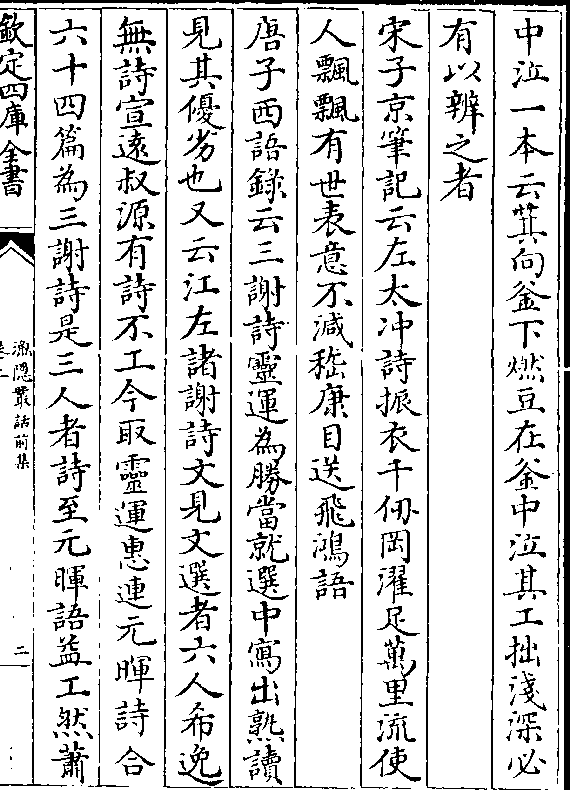 中泣一本云萁向釜下燃豆在釜中泣其工拙淺深必
有以辨之者
宋子京筆記云左太冲詩振衣千仞岡濯足萬里流使
人飄飄有世表意不減嵇康目送飛鴻語
唐子西語錄云三謝詩靈運為勝當就選中寫出熟讀
見其優劣也又云江左諸謝詩文見文選者六人希逸
無詩宣遠叔源有詩不工今取靈運惠連元暉詩合
六十四篇為三謝詩是三人者詩至元暉語益工然蕭
欽定四庫全書
漁隱叢話前集
卷二
二